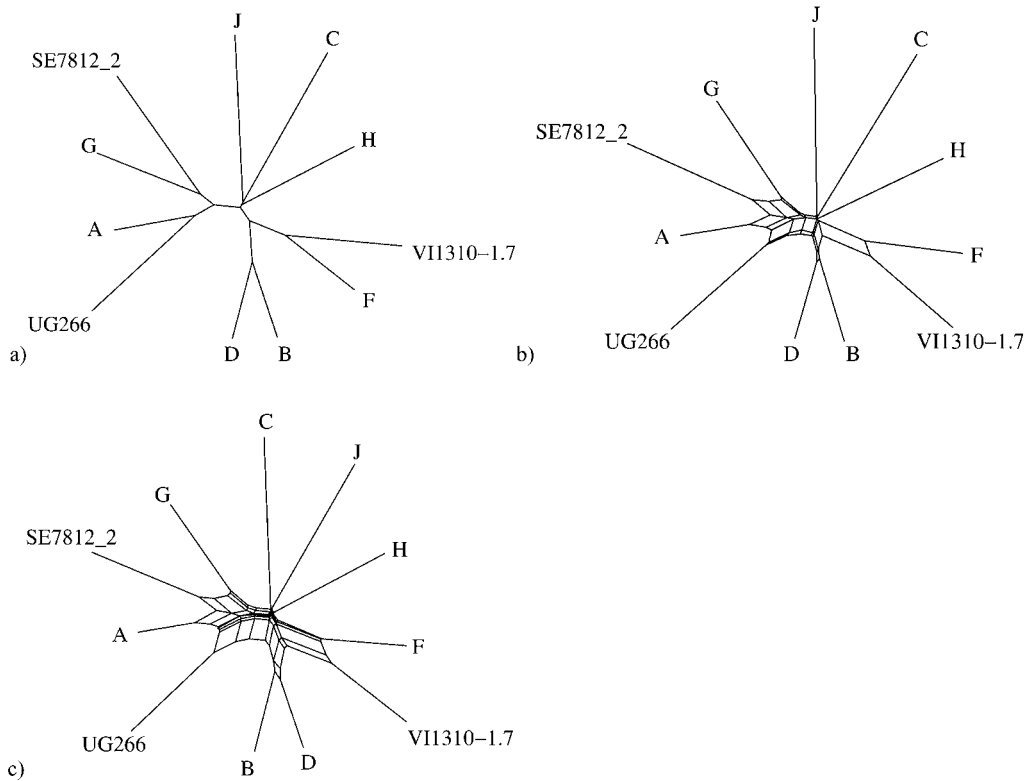 J
C
SE7812_2
H
G
A
VI1310–1.7
F
UG266
D
B
a)
J
C
G
SE7812_2
H
A
F
UG266
D
B
VI1310–1.7
b)
C
J
G
SE7812_2
H
A
F
UG266
VI1310–1.7
B
D
c)